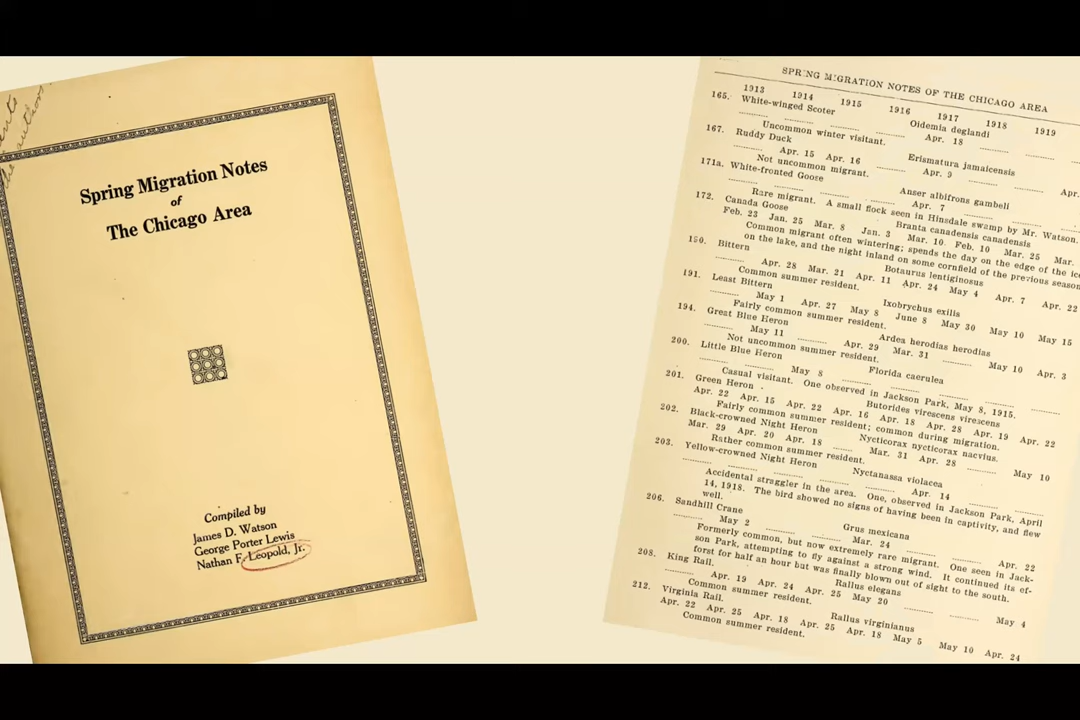 the authors
Spring Migration Notes
of
The Chicago Area
Compiled by
James D. Watson
George Porter Lewis
Nathan F. Leopold, Jr.
SPRING MIGRATION NOTES OF THE CHICAGO AREA
1913 1914 1915 1916 1917 1918 1919
165. White-winged Scoter Oidemia deglandi
Apr. 18
Uncommon winter visitant.
167. Ruddy Duck Erismatura jamaicensis
Apr. 15 Apr. 16 Apr. 9 Apr.
Not uncommon migrant.
171a. White-fronted Goose Anser albifrons gambeli
Apr. 7
Rare migrant. A small flock seen in Hinsdale swamp by Mr. Watson.
172. Canada Goose Branta canadensis canadensis
Feb. 23 Jan. 25 Mar. 8 Jan. 3 Mar. 10 Feb. 10 Mar. 25 Mar.
Common migrant often wintering; spends the day on the edge of the ice
on the lake, and the night inland on some cornfield of the previous season
190. Bittern Botaurus lentiginosus
Apr. 28 Mar. 21 Apr. 11 Apr. 24 May 4 Apr. 7 Apr. 22
Common summer resident.
191. Least Bittern Ixobrychus exilis
May 1 Apr. 27 May 8 June 8 May 30 May 10 May 15
Fairly common summer resident.
194. Great Blue Heron Ardea herodias herodias
May 11 Apr. 29 Mar. 31 May 10 Apr. 3
Not uncommon summer resident.
200. Little Blue Heron Florida caerulea
May 8
Casual visitant. One observed in Jackson Park, May 8, 1915.
201. Green Heron Butorides virescens virescens
Apr. 22 Apr. 15 Apr. 22 Apr. 16 Apr. 18 Apr. 28 Apr. 19 Apr. 22
Fairly common summer resident; common during migration.
202. Black-crowned Night Heron Nycticorax nycticorax naevius
Mar. 29 Apr. 20 Apr. 18 Mar. 31 Apr. 28 May 10
Rather common summer resident.
203. Yellow-crowned Night Heron Nyctanassa violacea
Apr. 14
Accidental straggler in the area. One, observed in Jackson Park, April
14, 1918. The bird showed no signs of having been in captivity, and flew
well.
206. Sandhill Crane Grus mexicana
May 2 Mar. 24 Apr. 22
Formerly common, but now extremely rare migrant. One seen in Jack-
son Park, attempting to fly against a strong wind. It continued its ef-
forst for half an hour but was finally blown out of sight to the south.
208. King Rail. Rallus elegans
Apr. 19 Apr. 24 Apr. 25 May 20 May 4
Common summer resident.
212. Virginia Rail. Rallus virginianus
Apr. 22 Apr. 25 Apr. 18 Apr. 25 Apr. 18 May 5 May 10 Apr. 24
Common summer resident.